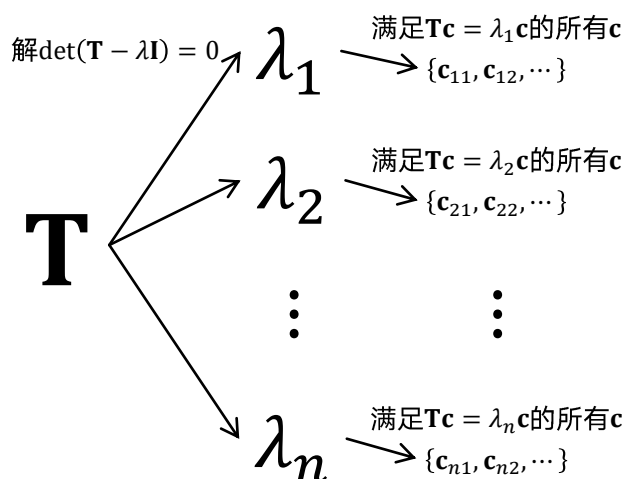 满足Tc = λ₁c的所有c
解det(T − λI) = 0
λ₁
{c₁₁, c₁₂, ⋯ }
满足Tc = λ₂c的所有c
λ₂
{c₂₁, c₂₂, ⋯ }
T
⋮ ⋮
满足Tc = λₙc的所有c
λₙ
{cₙ₁, cₙ₂, ⋯ }